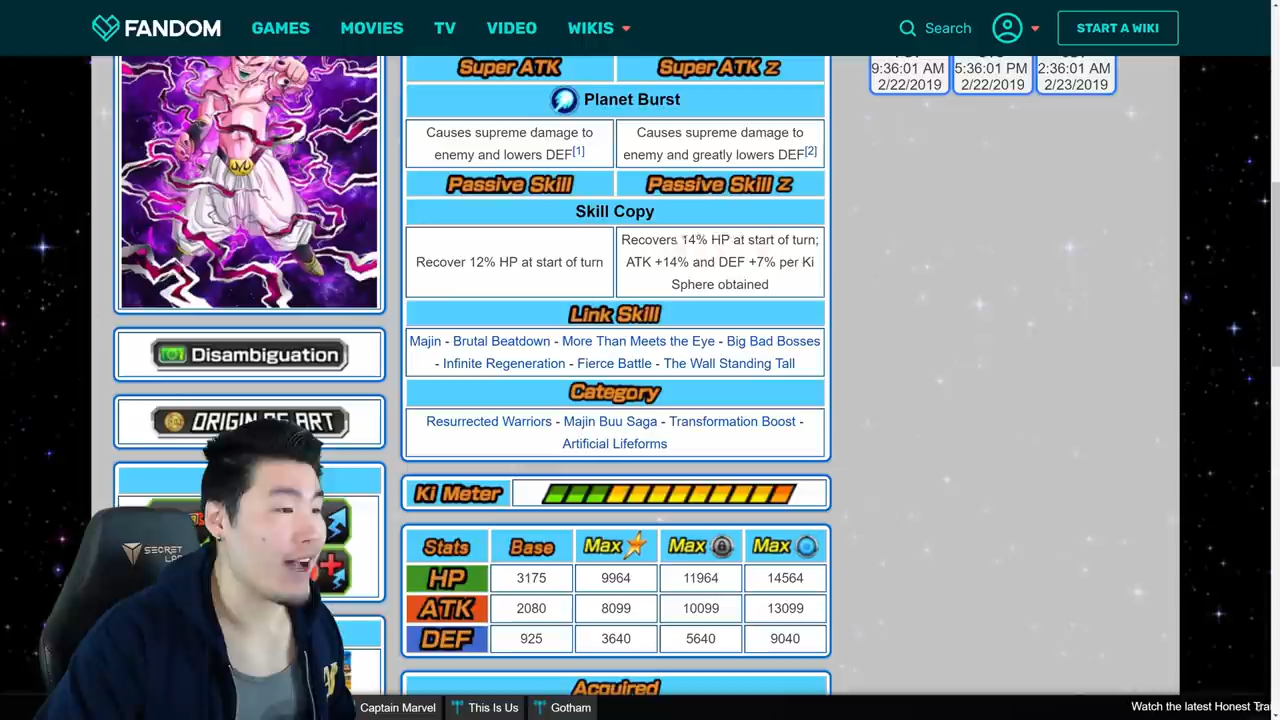 FANDOM GAMES MOVIES TV VIDEO WIKIS Search START A WIKI
Super ATK Super ATK Z
9:36:01 AM 5:36:01 PM 2:36:01 AM
2/22/2019 2/22/2019 2/23/2019
Planet Burst
Causes supreme damage to
enemy and lowers DEF[1]
Causes supreme damage to
enemy and greatly lowers DEF[2]
Passive Skill Passive Skill Z
Skill Copy
Recover 12% HP at start of turn
Recovers 14% HP at start of turn;
ATK +14% and DEF +7% per Ki
Sphere obtained
Link Skill
Majin - Brutal Beatdown - More Than Meets the Eye - Big Bad Bosses
- Infinite Regeneration - Fierce Battle - The Wall Standing Tall
Category
Resurrected Warriors - Majin Buu Saga - Transformation Boost -
Artificial Lifeforms
Disambiguation
ORIGIN OF ART
Ki Meter
Stats Base Max Max Max
HP 3175 9964 11964 14564
ATK 2080 8099 10099 13099
DEF 925 3640 5640 9040
Acquired
SECRET
Captain Marvel This Is Us Gotham
Watch the latest Honest